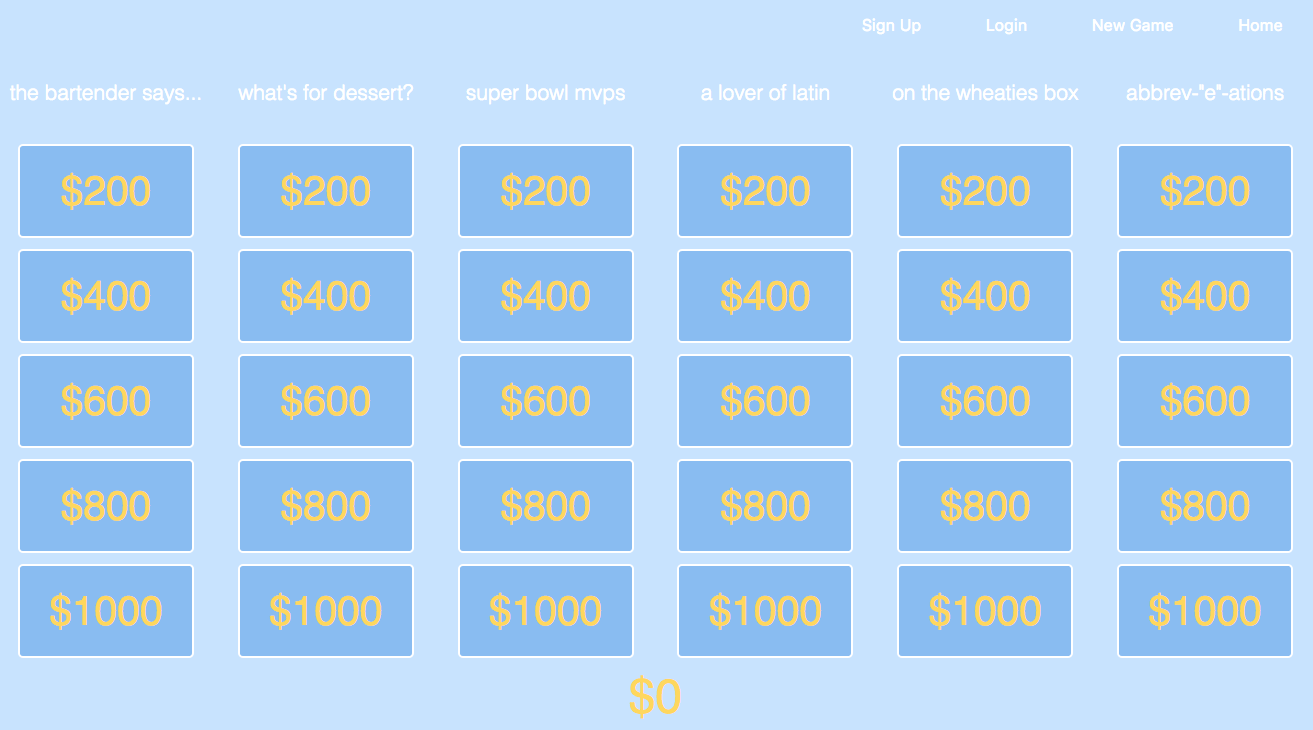 Sign Up Login New Game Home
the bartender says... what's for dessert? super bowl mvps a lover of latin on the wheaties box abbrev-"e"-ations
$200 $200 $200 $200 $200 $200
$400 $400 $400 $400 $400 $400
$600 $600 $600 $600 $600 $600
$800 $800 $800 $800 $800 $800
$1000 $1000 $1000 $1000 $1000 $1000
$0